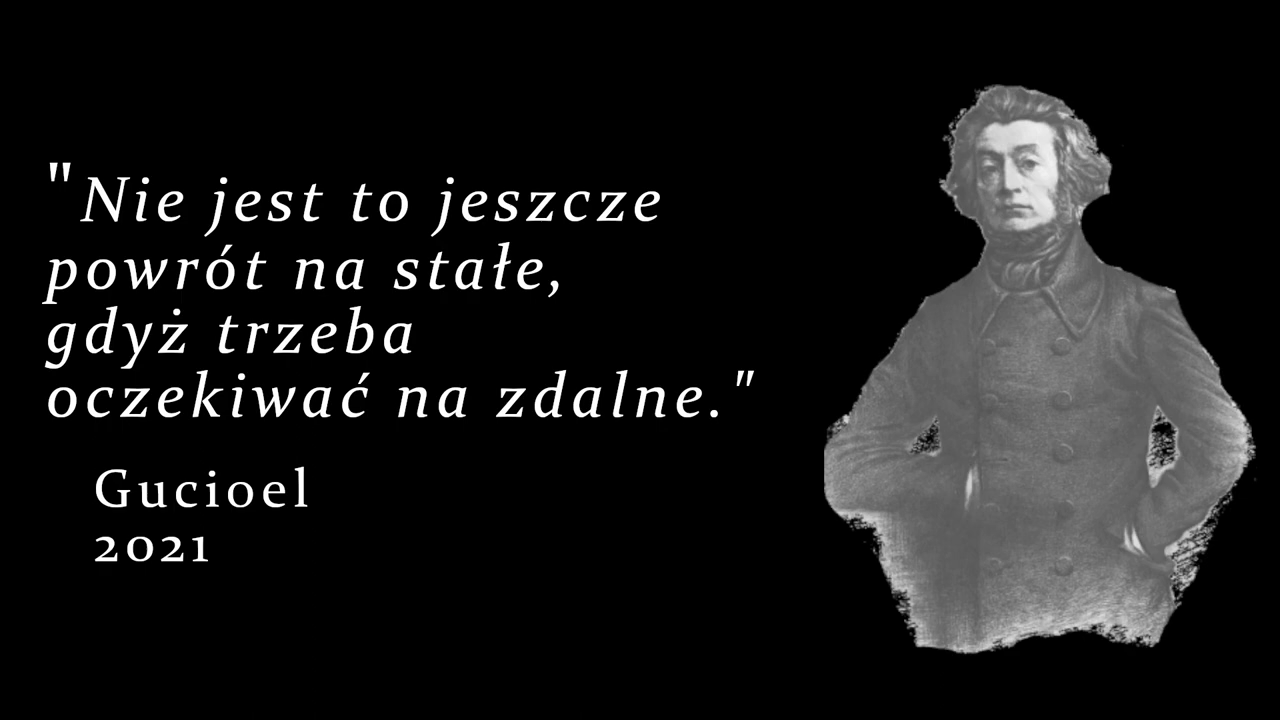 "Nie jest to jeszcze
powrót na stałe,
gdyż trzeba
oczekiwać na zdalne."
Gucioel
2021